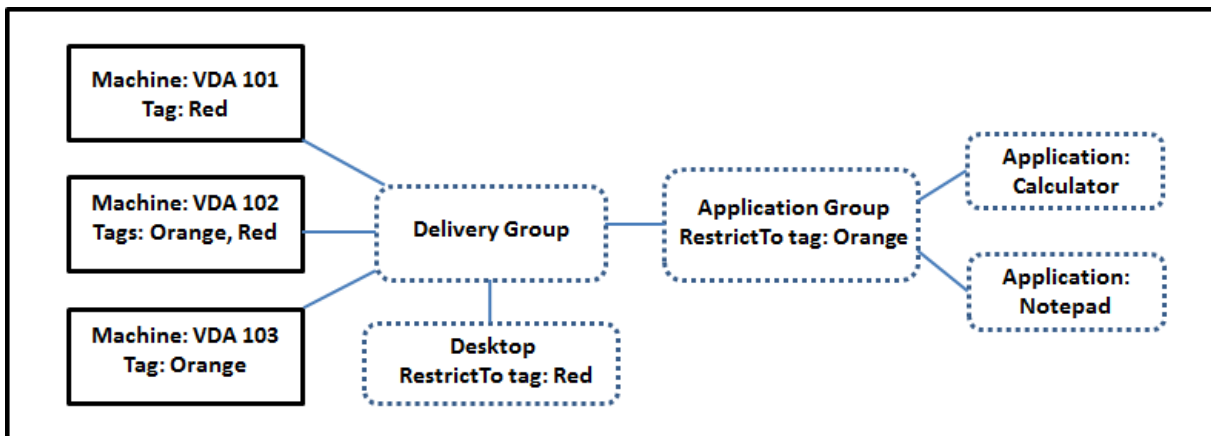 Machine: VDA 101
Tag: Red
Machine: VDA 102
Tags: Orange, Red
Machine: VDA 103
Tag: Orange
Delivery Group
Desktop
RestrictTo tag: Red
Application Group
RestrictTo tag: Orange
Application:
Calculator
Application:
Notepad